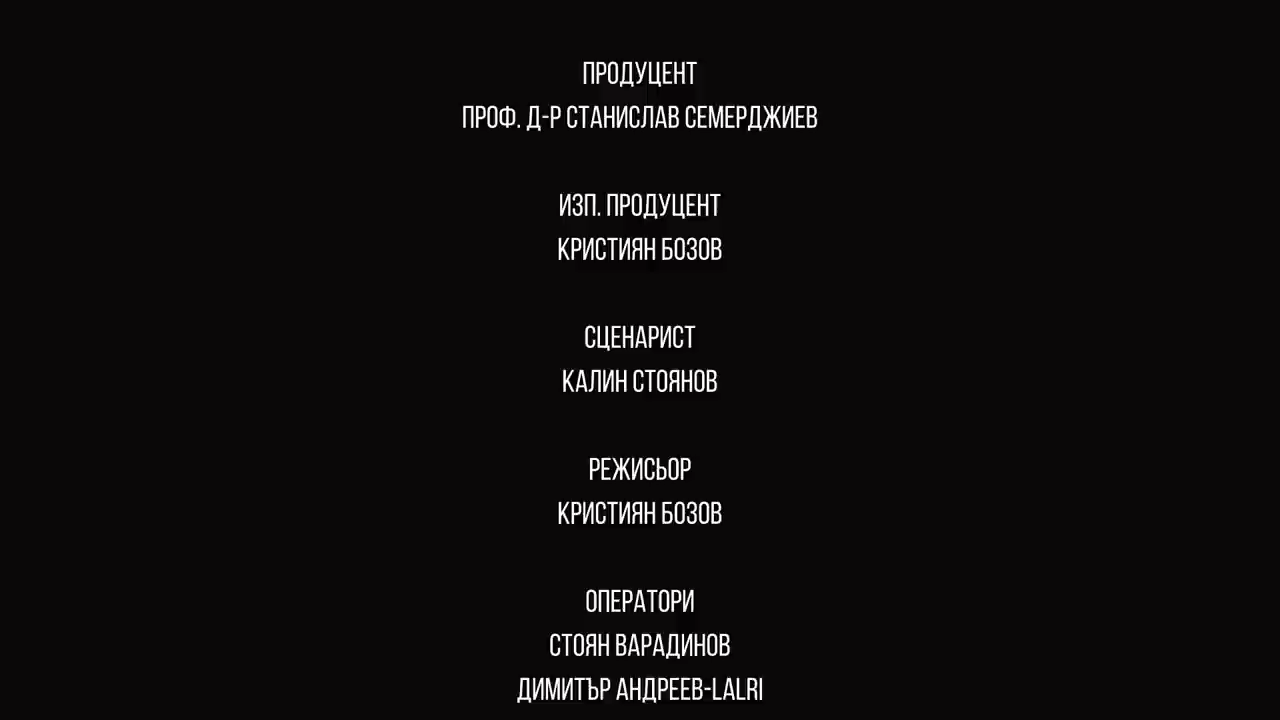 ПРОДУЦЕНТ
ПРОФ. Д-Р СТАНИСЛАВ СЕМЕРДЖИЕВ
ИЗП. ПРОДУЦЕНТ
КРИСТИЯН БОЗОВ
СЦЕНАРИСТ
КАЛИН СТОЯНОВ
РЕЖИСЬОР
КРИСТИЯН БОЗОВ
ОПЕРАТОРИ
СТОЯН ВАРАДИНОВ
ДИМИТЪР АНДРЕЕВ-LALRI